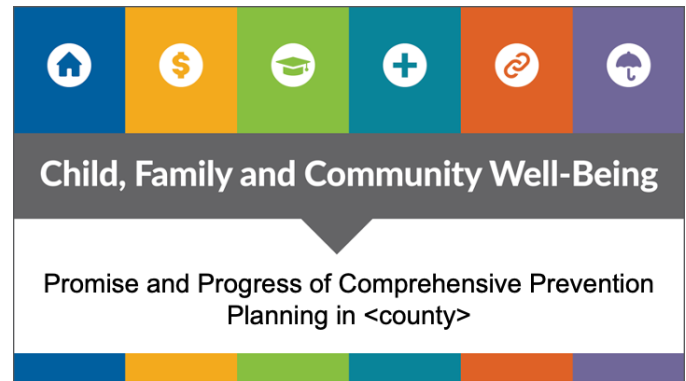 Child, Family and Community Well-Being
Promise and Progress of Comprehensive Prevention
Planning in <county>